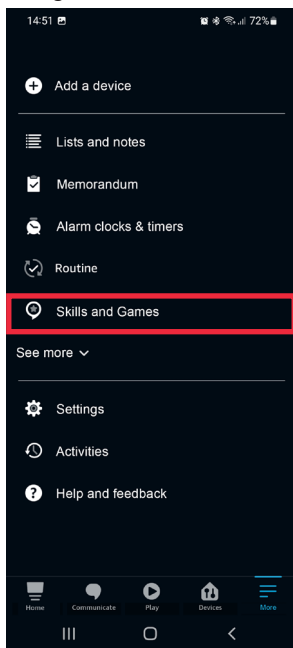 14:51 72%
Add a device
Lists and notes
Memorandum
Alarm clocks & timers
Routine
Skills and Games
See more
Settings
Activities
Help and feedback
Home Communicate Play Devices More